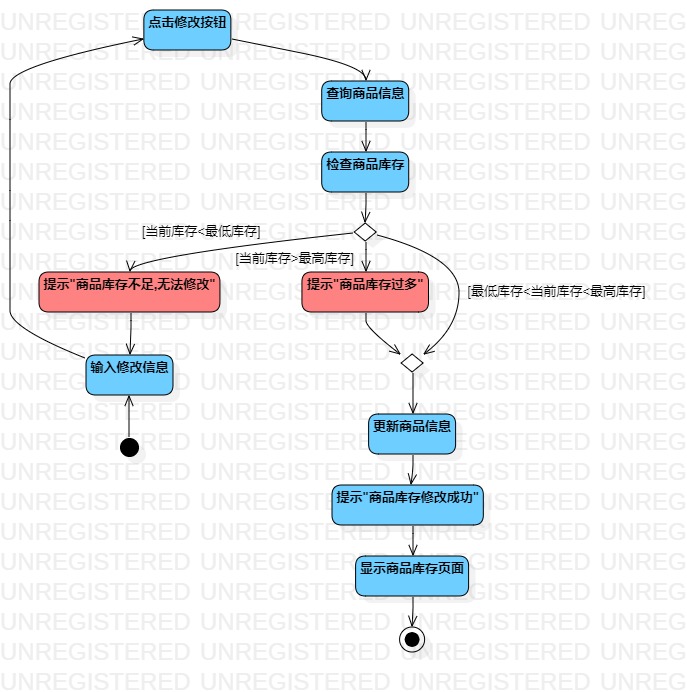 点击修改按钮
查询商品信息
检查商品库存
[当前库存<最低库存]
[当前库存>最高库存]
提示"商品库存不足,无法修改"
提示"商品库存过多"
[最低库存<当前库存<最高库存]
输入修改信息
更新商品信息
提示"商品库存修改成功"
显示商品库存页面
UNREGISTERED UNREGISTERED UNREGISTERED UNREG